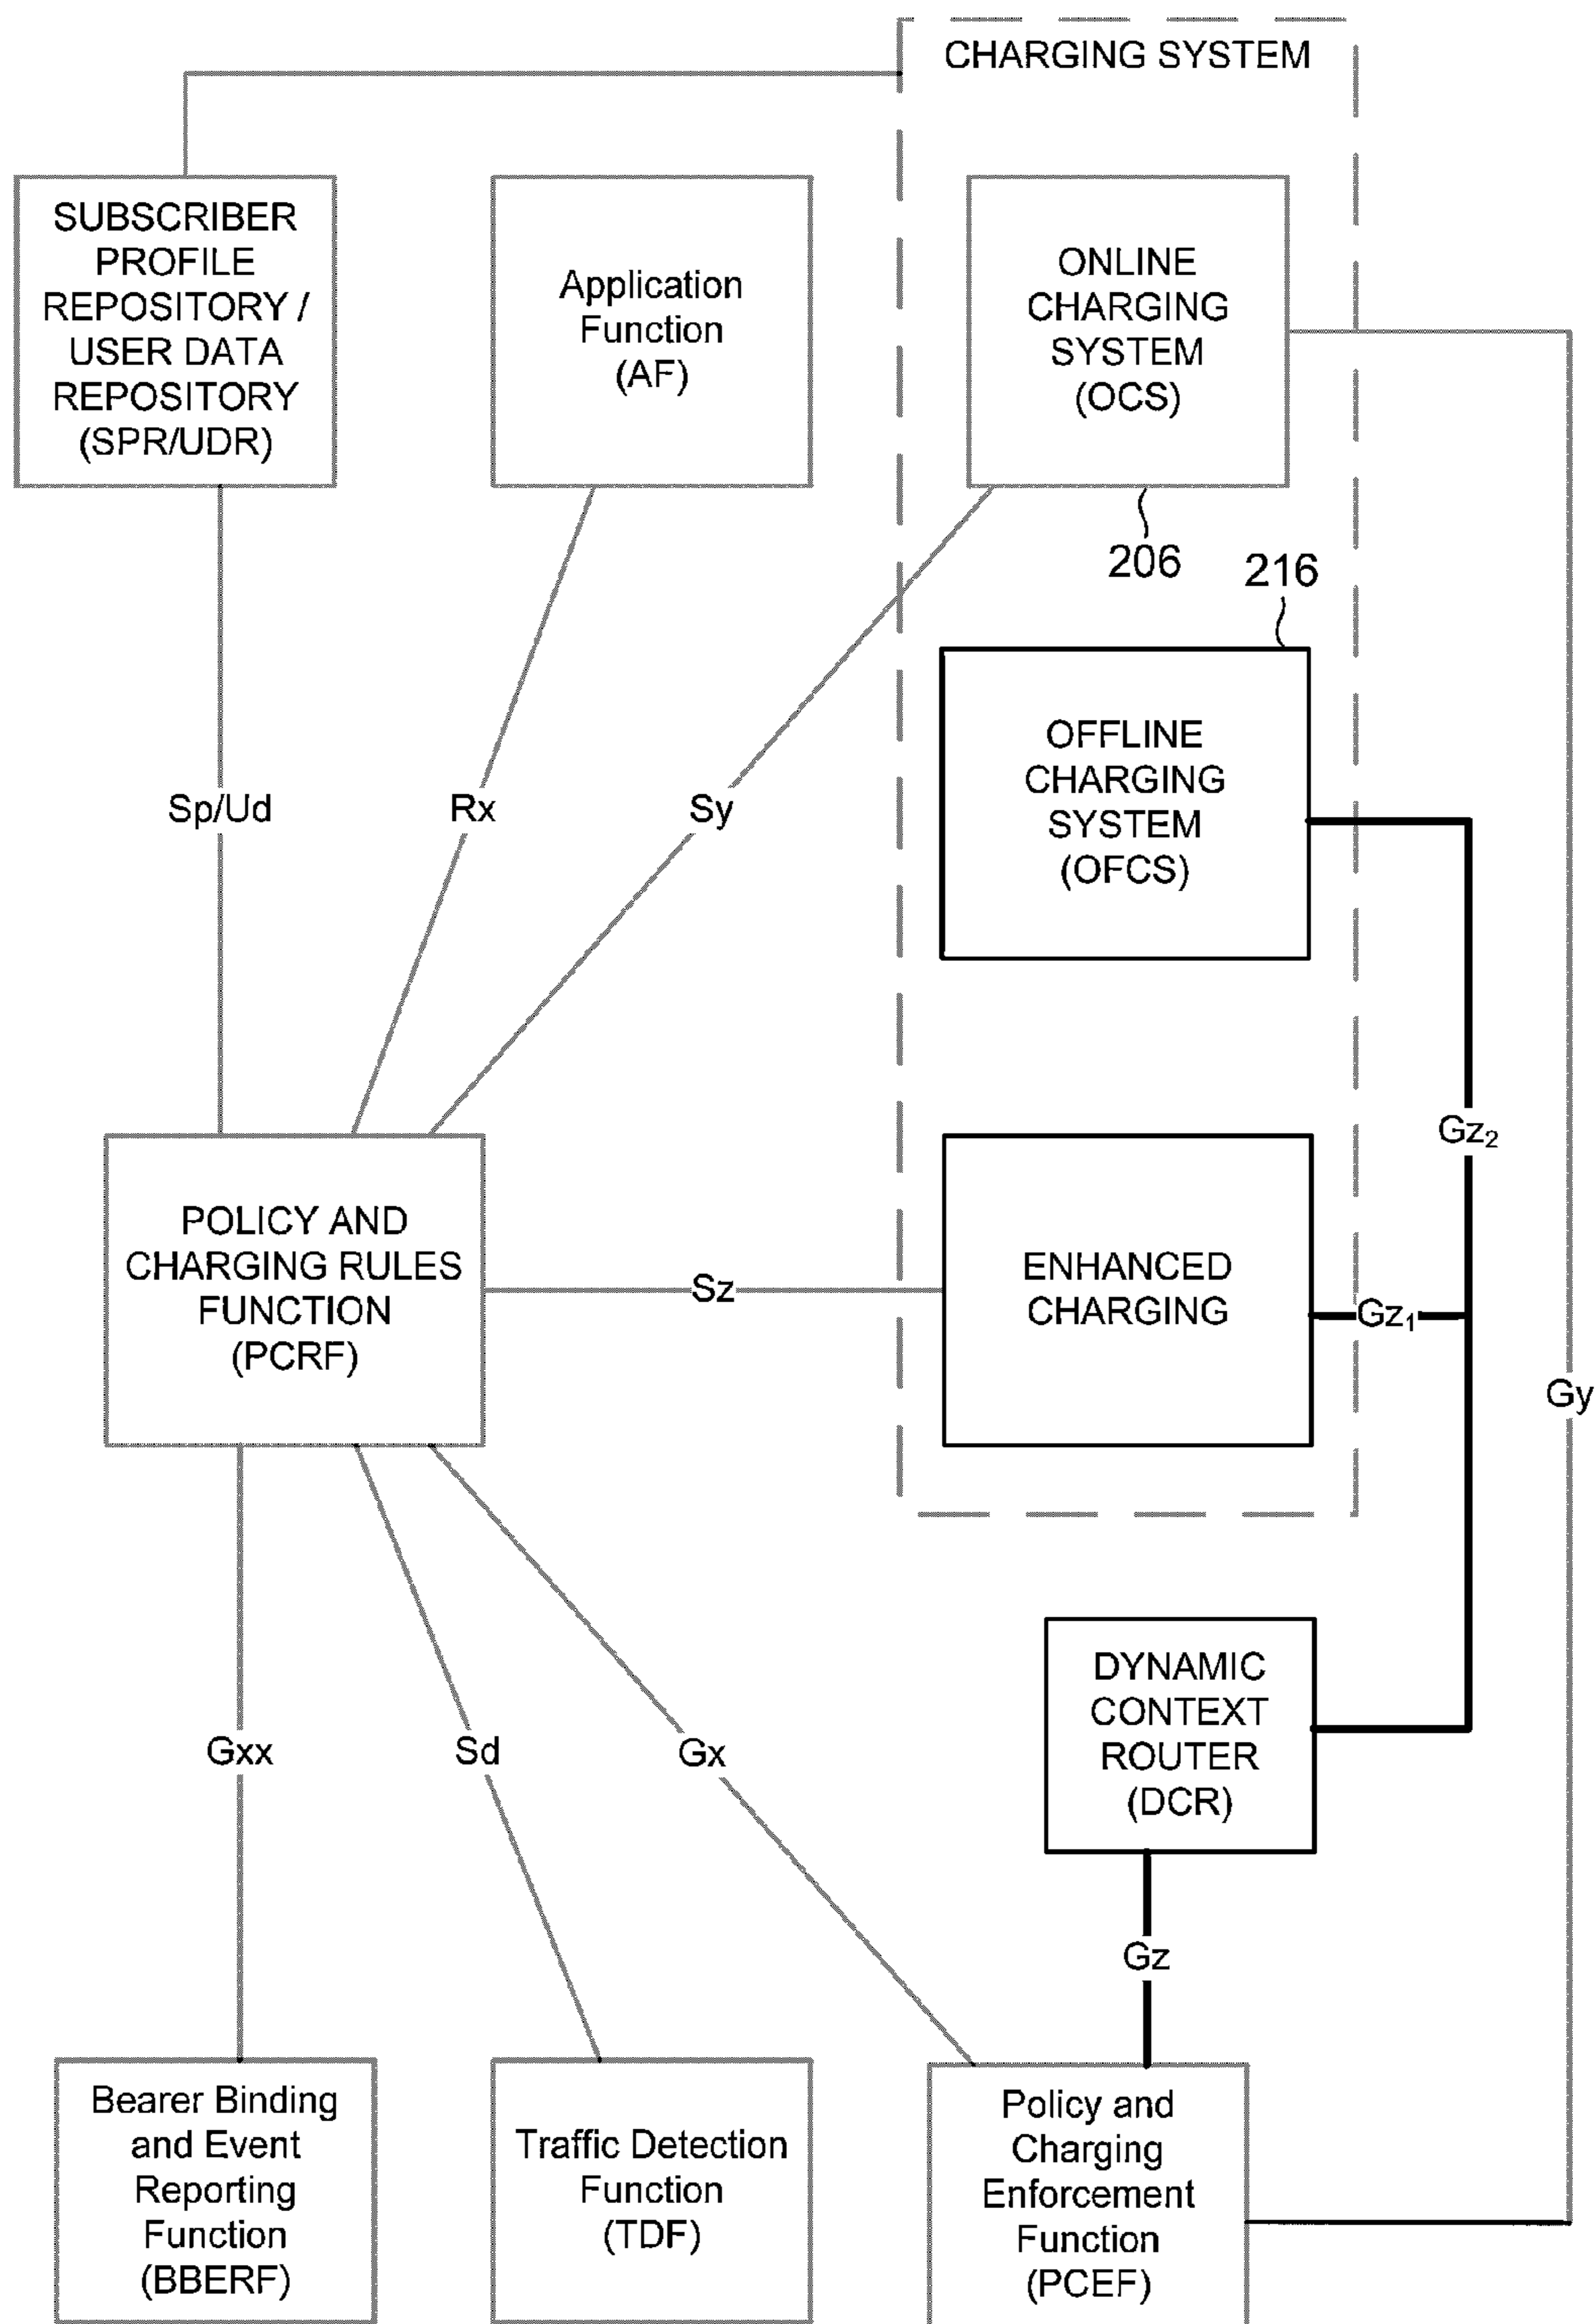 CHARGING SYSTEM
SUBSCRIBER
PROFILE
REPOSITORY /
USER DATA
REPOSITORY
(SPR/UDR)
Application
Function
(AF)
ONLINE
CHARGING
SYSTEM
(OCS)
206
216
OFFLINE
CHARGING
SYSTEM
(OFCS)
Sp/Ud
Rx
Sy
Gz₂
POLICY AND
CHARGING RULES
FUNCTION
(PCRF)
Sz
ENHANCED
CHARGING
Gz₁
Gy
DYNAMIC
CONTEXT
ROUTER
(DCR)
Gxx
Sd
Gx
Gz
Bearer Binding
and Event
Reporting
Function
(BBERF)
Traffic Detection
Function
(TDF)
Policy and
Charging
Enforcement
Function
(PCEF)